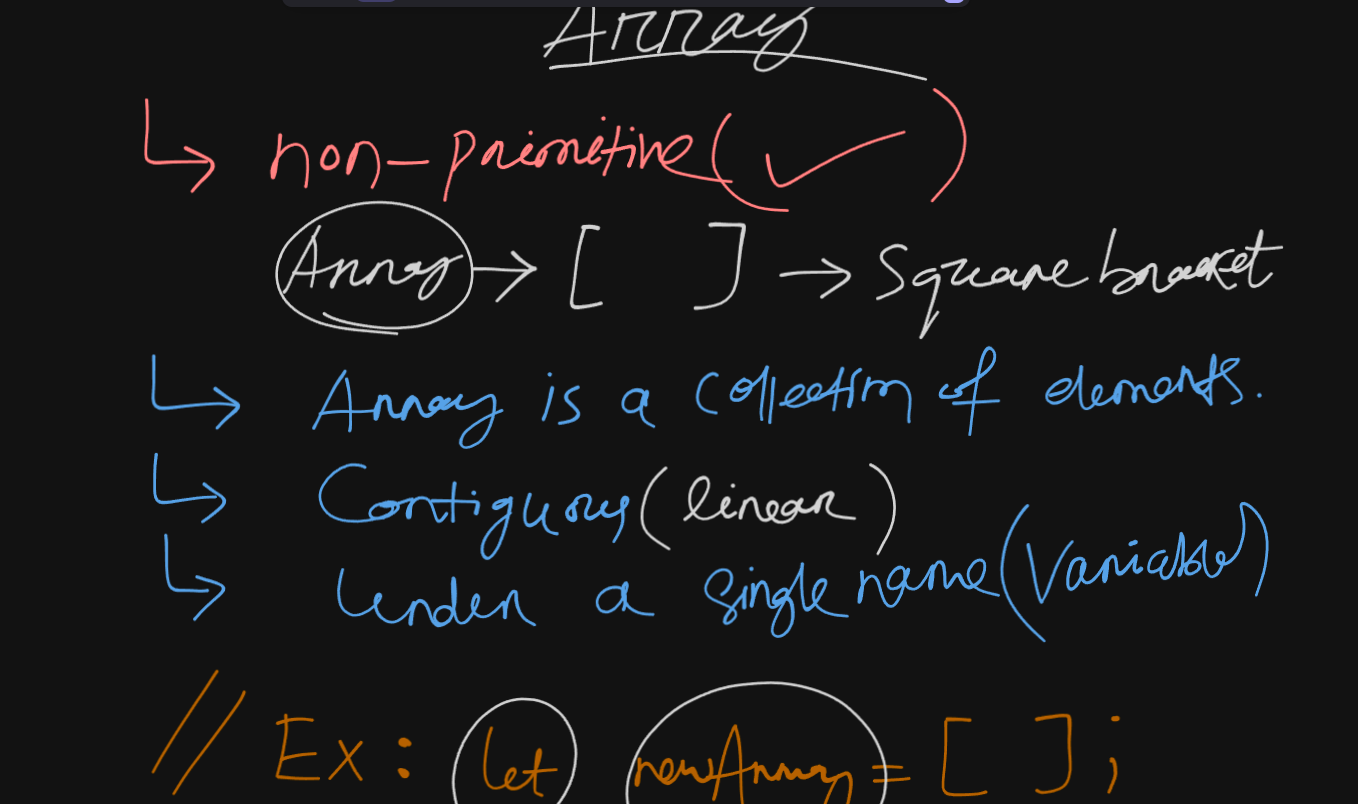 Array
↳ non-primitive (✓)
Array → [ ] → Square bracket
↳ Array is a collection of elements.
↳ Contiguous (linear)
↳ Under a single name (Variable)
// Ex: let newArray = [ ];